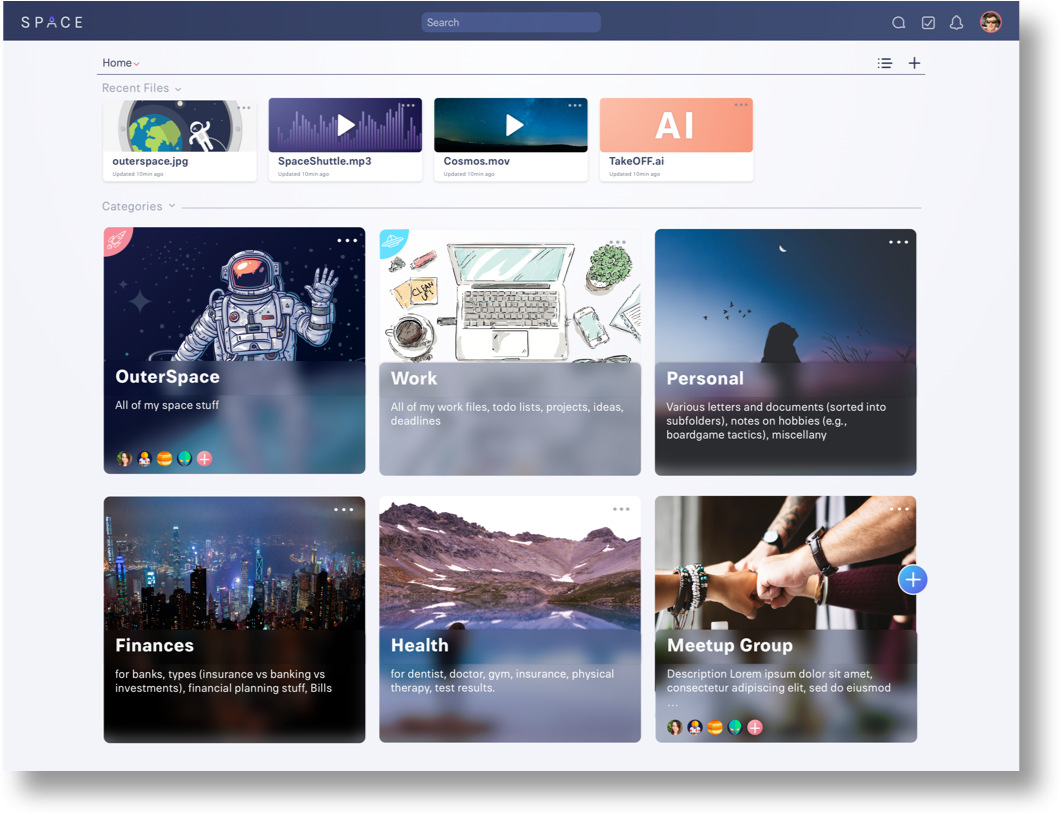 SPACE
Search
Home
Recent Files
AI
outerspace.jpg
SpaceShuttle.mp3
Cosmos.mov
TakeOFF.ai
Updated 10min ago
Updated 10min ago
Updated 10min ago
Updated 10min ago
Categories
CLEAN
UP
OuterSpace
All of my space stuff
Work
All of my work files, todo lists, projects, ideas,
deadlines
Personal
Various letters and documents (sorted into
subfolders), notes on hobbies (e.g.,
boardgame tactics), miscellany
Finances
for banks, types (insurance vs banking vs
investments), financial planning stuff, Bills
Health
for dentist, doctor, gym, insurance, physical
therapy, test results.
Meetup Group
Description Lorem ipsum dolor sit amet,
consectetur adipiscing elit, sed do eiusmod
...